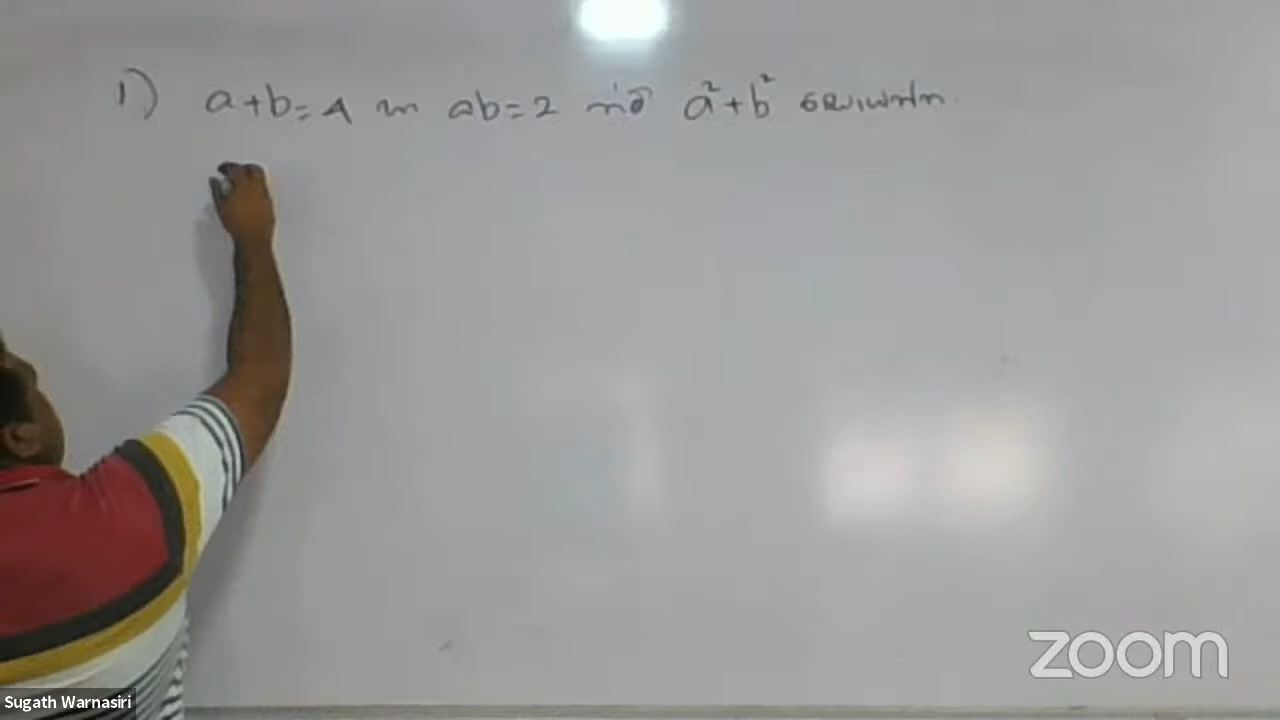 1) a+b=4 හා ab=2 නම් a²+b² සොයන්න.
zoom
Sugath Warnasiri